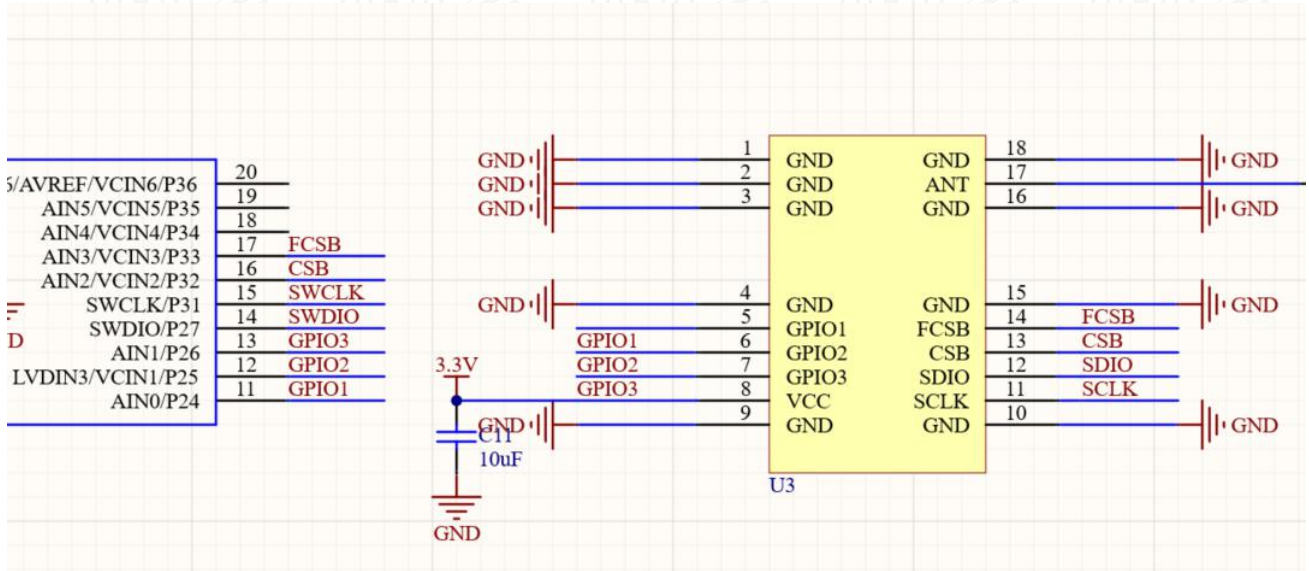 20
/AVREF/VCIN6/P36
19
AIN5/VCIN5/P35
18
AIN4/VCIN4/P34
17 FCSB
AIN3/VCIN3/P33
16 CSB
AIN2/VCIN2/P32
15 SWCLK
SWCLK/P31
14 SWDIO
SWDIO/P27
13 GPIO3
AIN1/P26
12 GPIO2
LVDIN3/VCIN1/P25
11 GPIO1
AIN0/P24
D
3.3V
C11
10uF
GND
GND 1 GND
GND 2 GND
GND 3 GND
GND 4 GND
5 GPIO1
GPIO1 6 GPIO2
GPIO2 7 GPIO3
GPIO3 8 VCC
GND 9 GND
GND 18 GND
ANT 17
GND 16 GND
GND 15 GND
FCSB 14 FCSB
CSB 13 CSB
SDIO 12 SDIO
SCLK 11 SCLK
GND 10 GND
U3